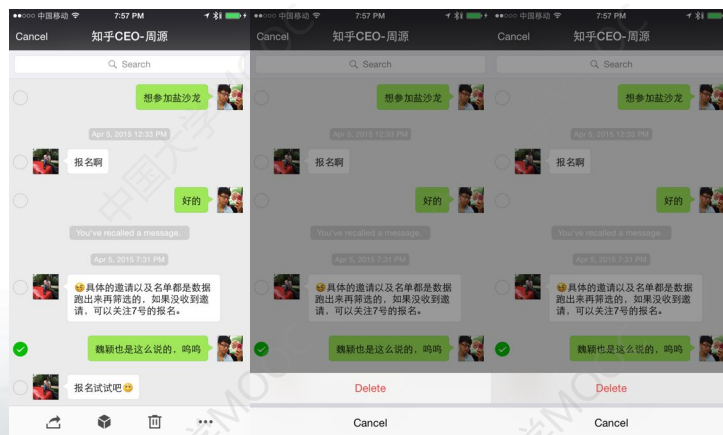 ●●○○○ 中国移动 7:57 PM
Cancel 知乎CEO-周源
Search
想参加盐沙龙
Apr 5, 2015 12:33 PM
报名啊
好的
You've recalled a message.
Apr 5, 2015 7:31 PM
具体的邀请以及名单都是数据
跑出来再筛选的，如果没收到邀
请，可以关注7号的报名。
魏颖也是这么说的，呜呜
报名试试吧
●●○○○ 中国移动 7:57 PM
Cancel 知乎CEO-周源
Search
想参加盐沙龙
Apr 5, 2015 12:33 PM
报名啊
好的
You've recalled a message.
Apr 5, 2015 7:31 PM
具体的邀请以及名单都是数据
跑出来再筛选的，如果没收到邀
请，可以关注7号的报名。
魏颖也是这么说的，呜呜
Delete
Cancel
●●○○○ 中国移动 7:57 PM
Cancel 知乎CEO-周源
Search
想参加盐沙龙
Apr 5, 2015 12:33 PM
报名啊
好的
You've recalled a message.
Apr 5, 2015 7:31 PM
具体的邀请以及名单都是数据
跑出来再筛选的，如果没收到邀
请，可以关注7号的报名。
魏颖也是这么说的，呜呜
Delete
Cancel
中国大学MOOC